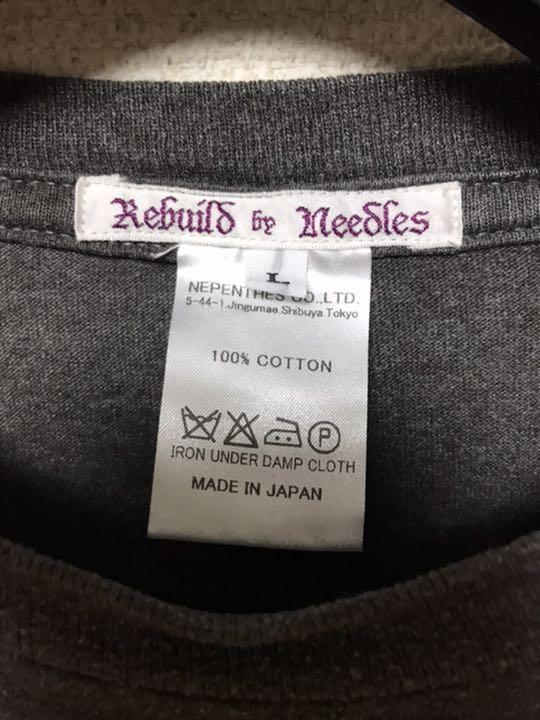 Rebuild by Needles
L
NEPENTHES CO.,LTD.
5-44-1.Jingumae.Shibuya.Tokyo
100% COTTON
P
IRON UNDER DAMP CLOTH
MADE IN JAPAN